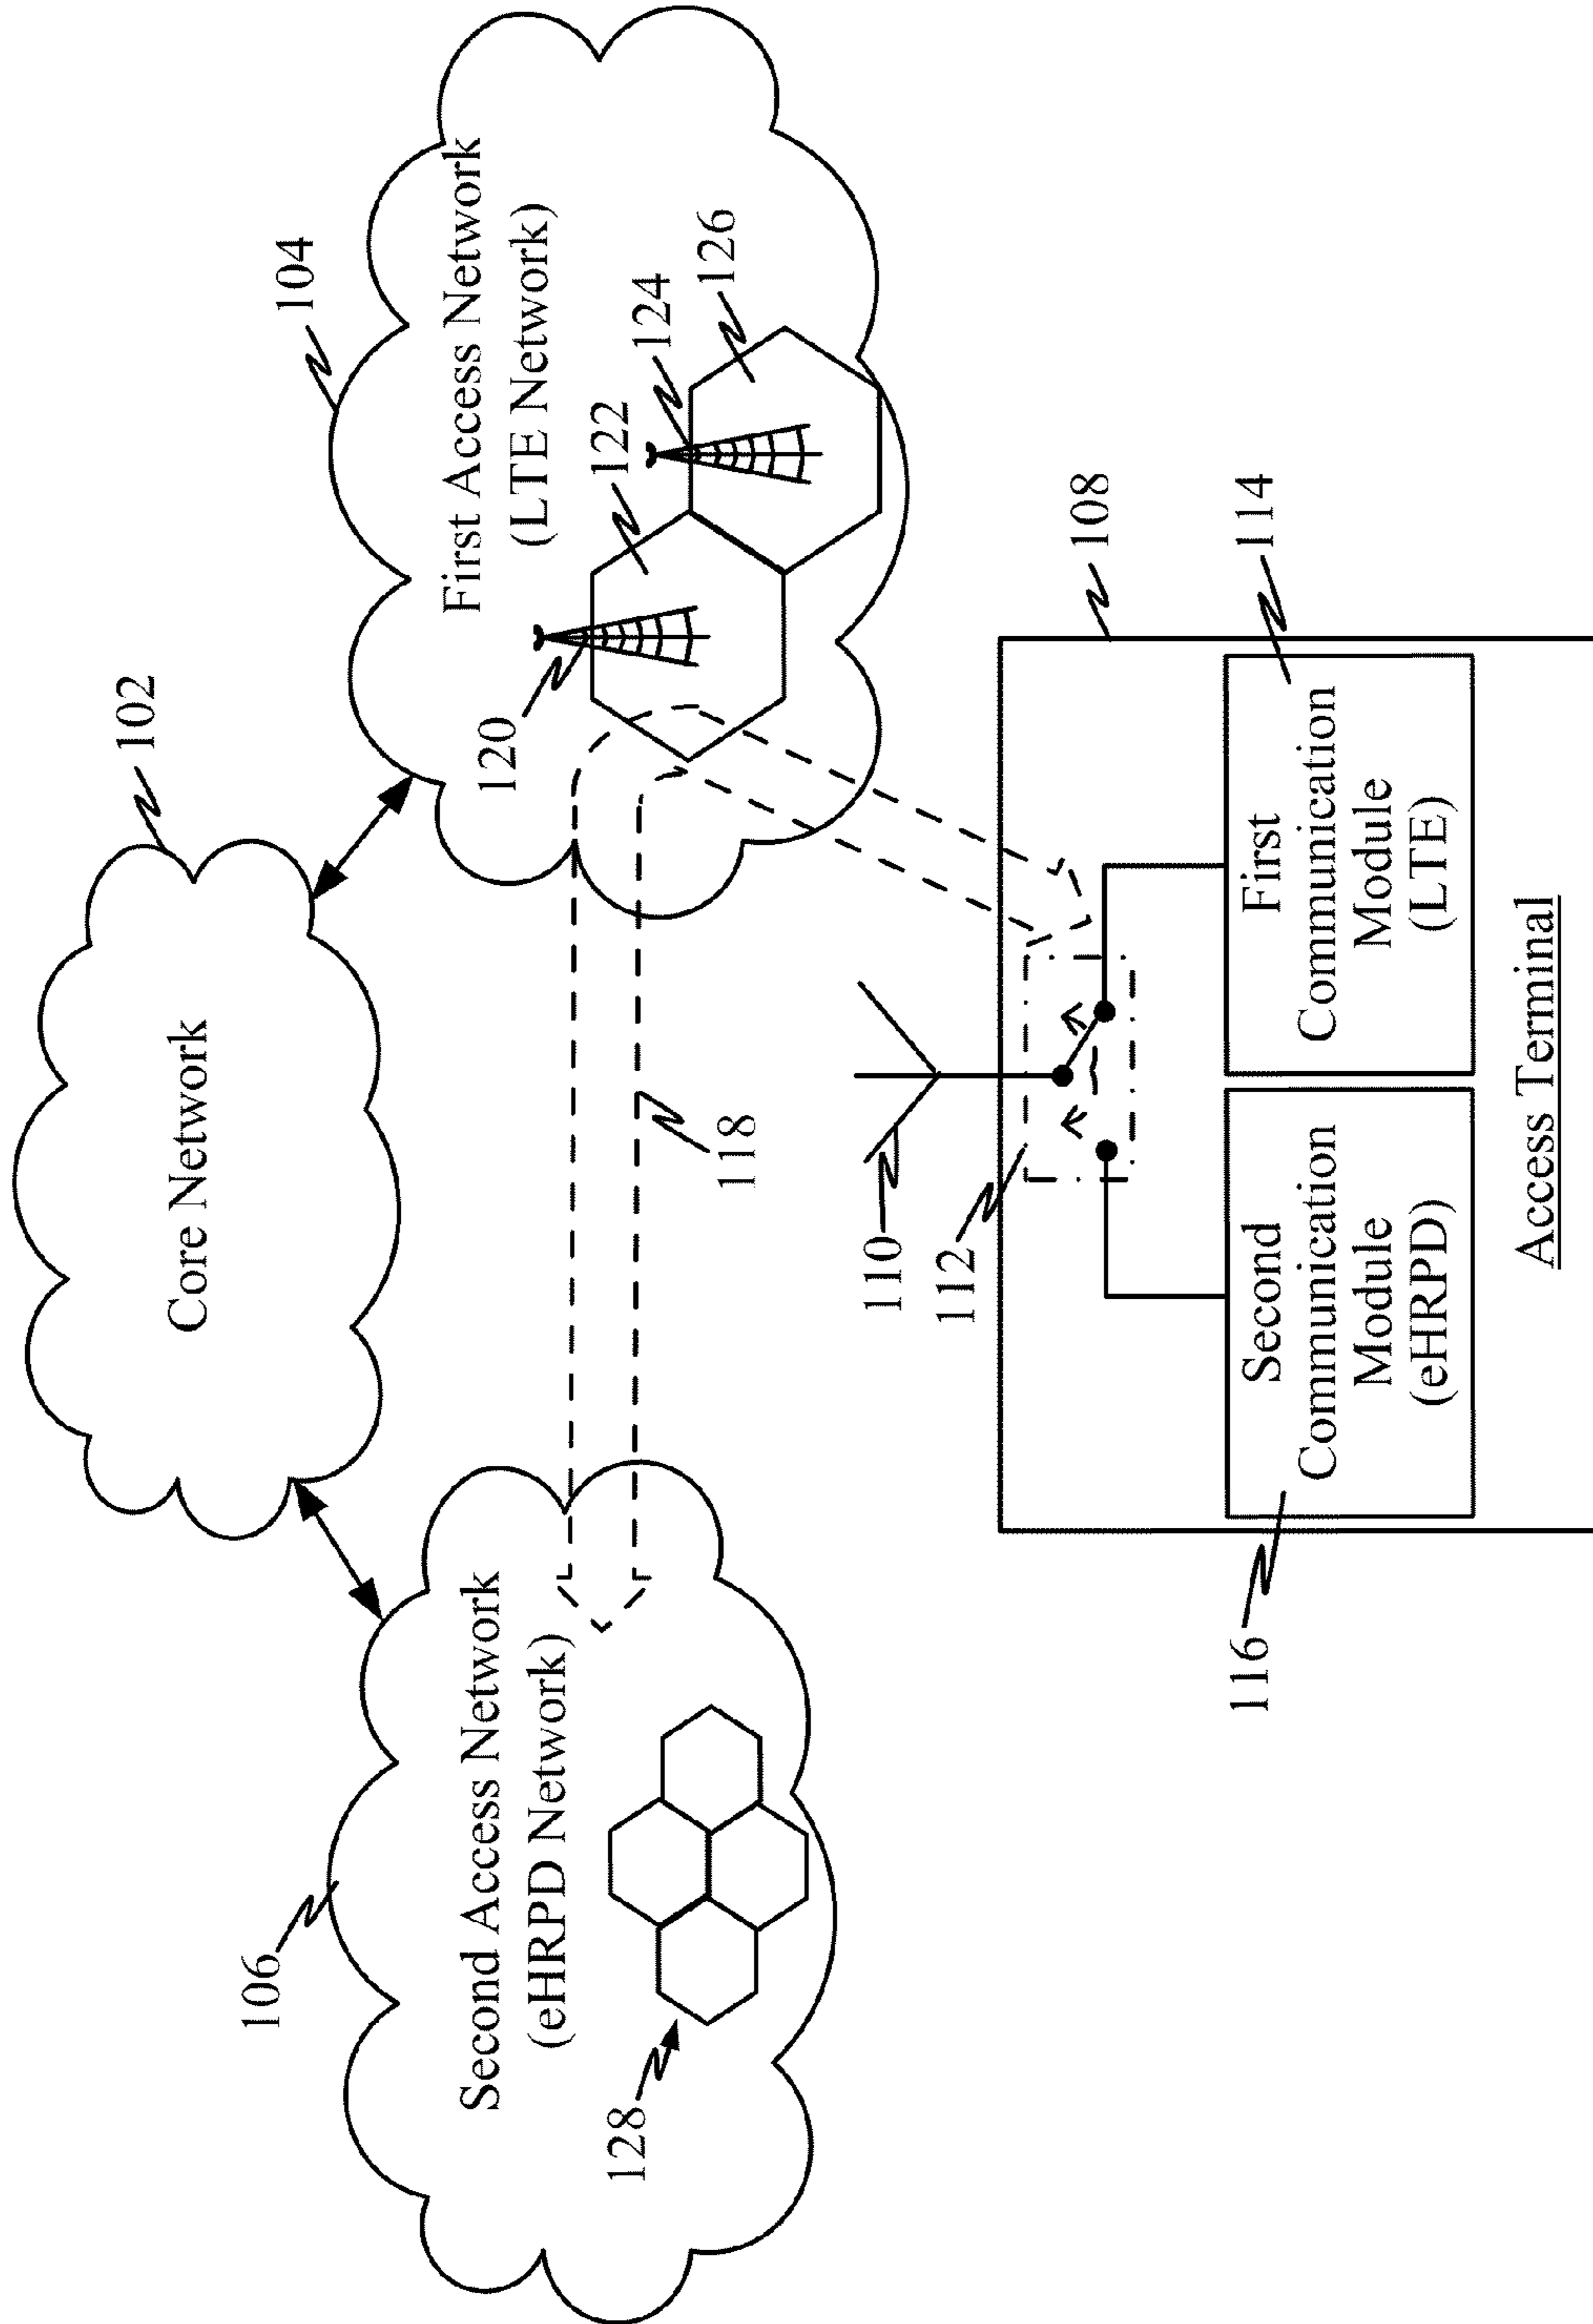 102
Core Network
104
First Access Network
(LTE Network)
106
Second Access Network
(eHRPD Network)
120
122
124
126
128
118
110
112
108
Second
Communication
Module
(eHRPD)
First
Communication
Module
(LTE)
116
114
Access Terminal